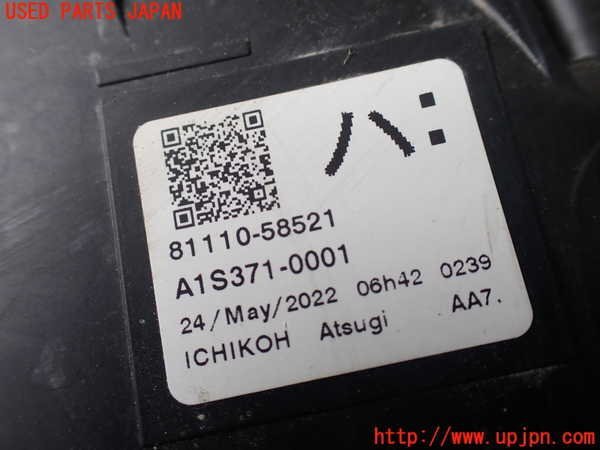 USED PARTS JAPAN
ハ:
81110-58521
A1S371-0001
24/May/2022 06h42 0239
ICHIKOH Atsugi AA7.
http://www.upjpn.com/